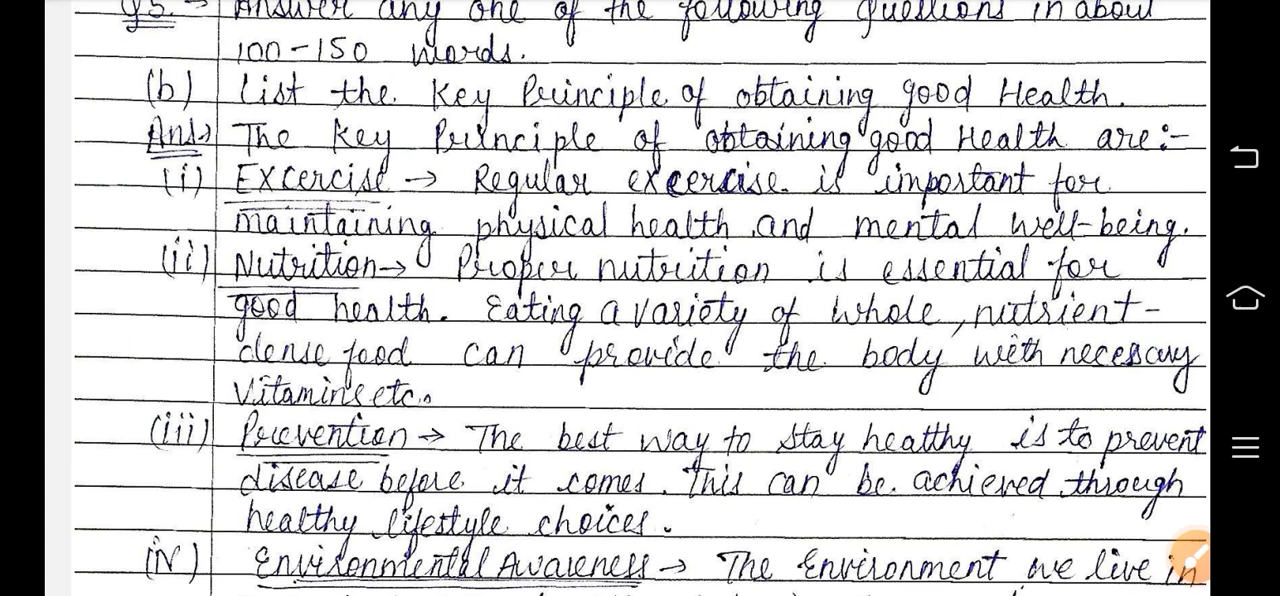 Q5.→ Answer any one of the following questions in about
100-150 words.
(b) List the Key Principle of obtaining good Health.
Ans→ The Key Principle of obtaining good Health are:-
(i) Excercise → Regular excercise is important for
maintaining physical health and mental well-being.
(ii) Nutrition→ Proper nutrition is essential for
good health. Eating a variety of whole, nutrient-
dense food can provide the body with necessary
Vitamins etc.
(iii) Prevention → The best way to stay healthy is to prevent
disease before it comes. This can be achieved through
healthy lifestyle choices.
(iv) Environmental Awareness → The Environment we live in